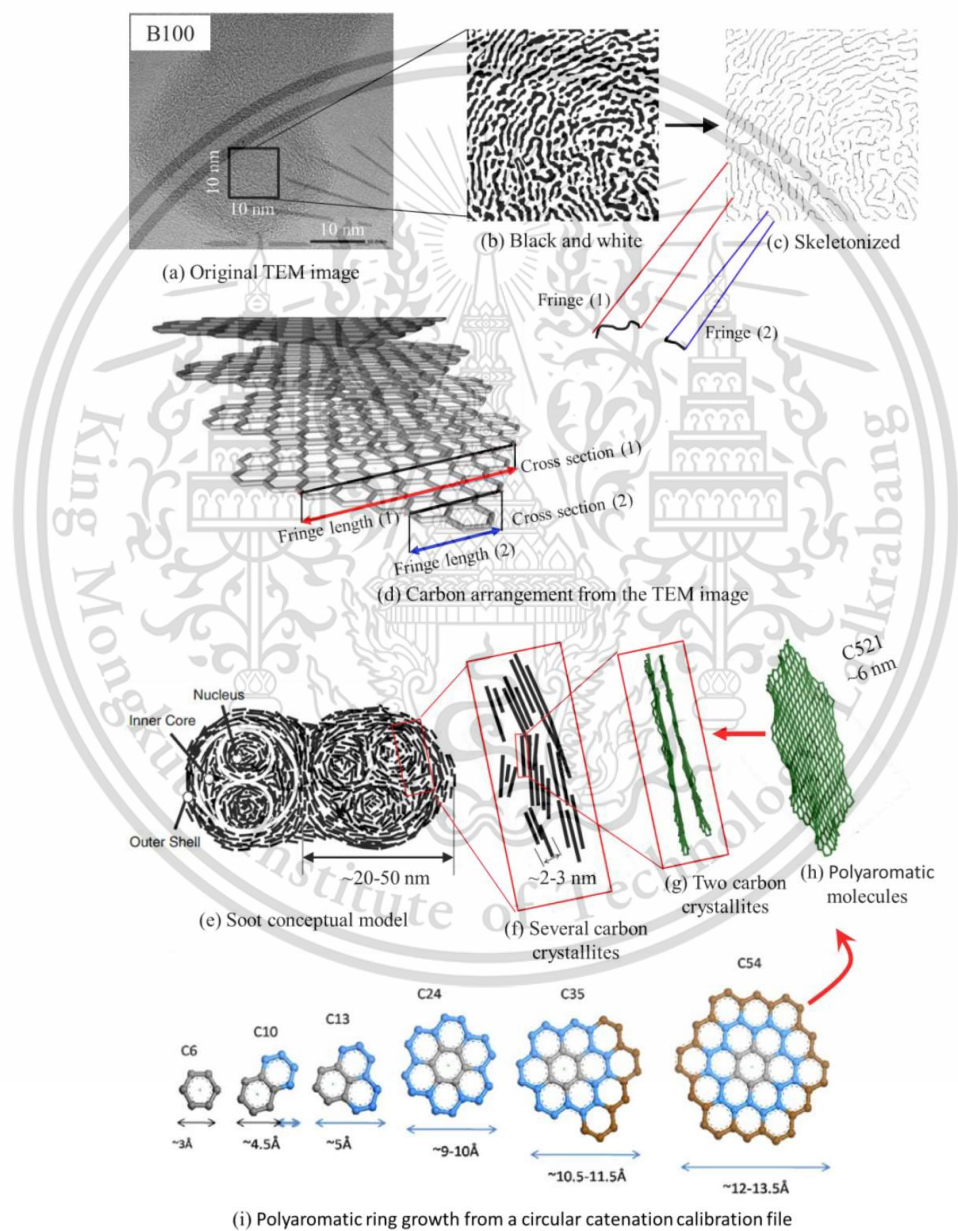 B100
10 nm
10 nm
10 nm
(a) Original TEM image
(b) Black and white
(c) Skeletonized
Fringe (1)
Fringe (2)
Cross section (1)
Fringe length (1)
Cross section (2)
Fringe length (2)
(d) Carbon arrangement from the TEM image
Nucleus
Inner Core
Outer Shell
~20-50 nm
(e) Soot conceptual model
~2-3 nm
(f) Several carbon
crystallites
(g) Two carbon
crystallites
C521
~6 nm
(h) Polyaromatic
molecules
C6
C10
C13
C24
C35
C54
~3Å
~4.5Å
~5Å
~9-10Å
~10.5-11.5Å
~12-13.5Å
(i) Polyaromatic ring growth from a circular catenation calibration file
King Mongkut's Institute of Technology Ladkrabang